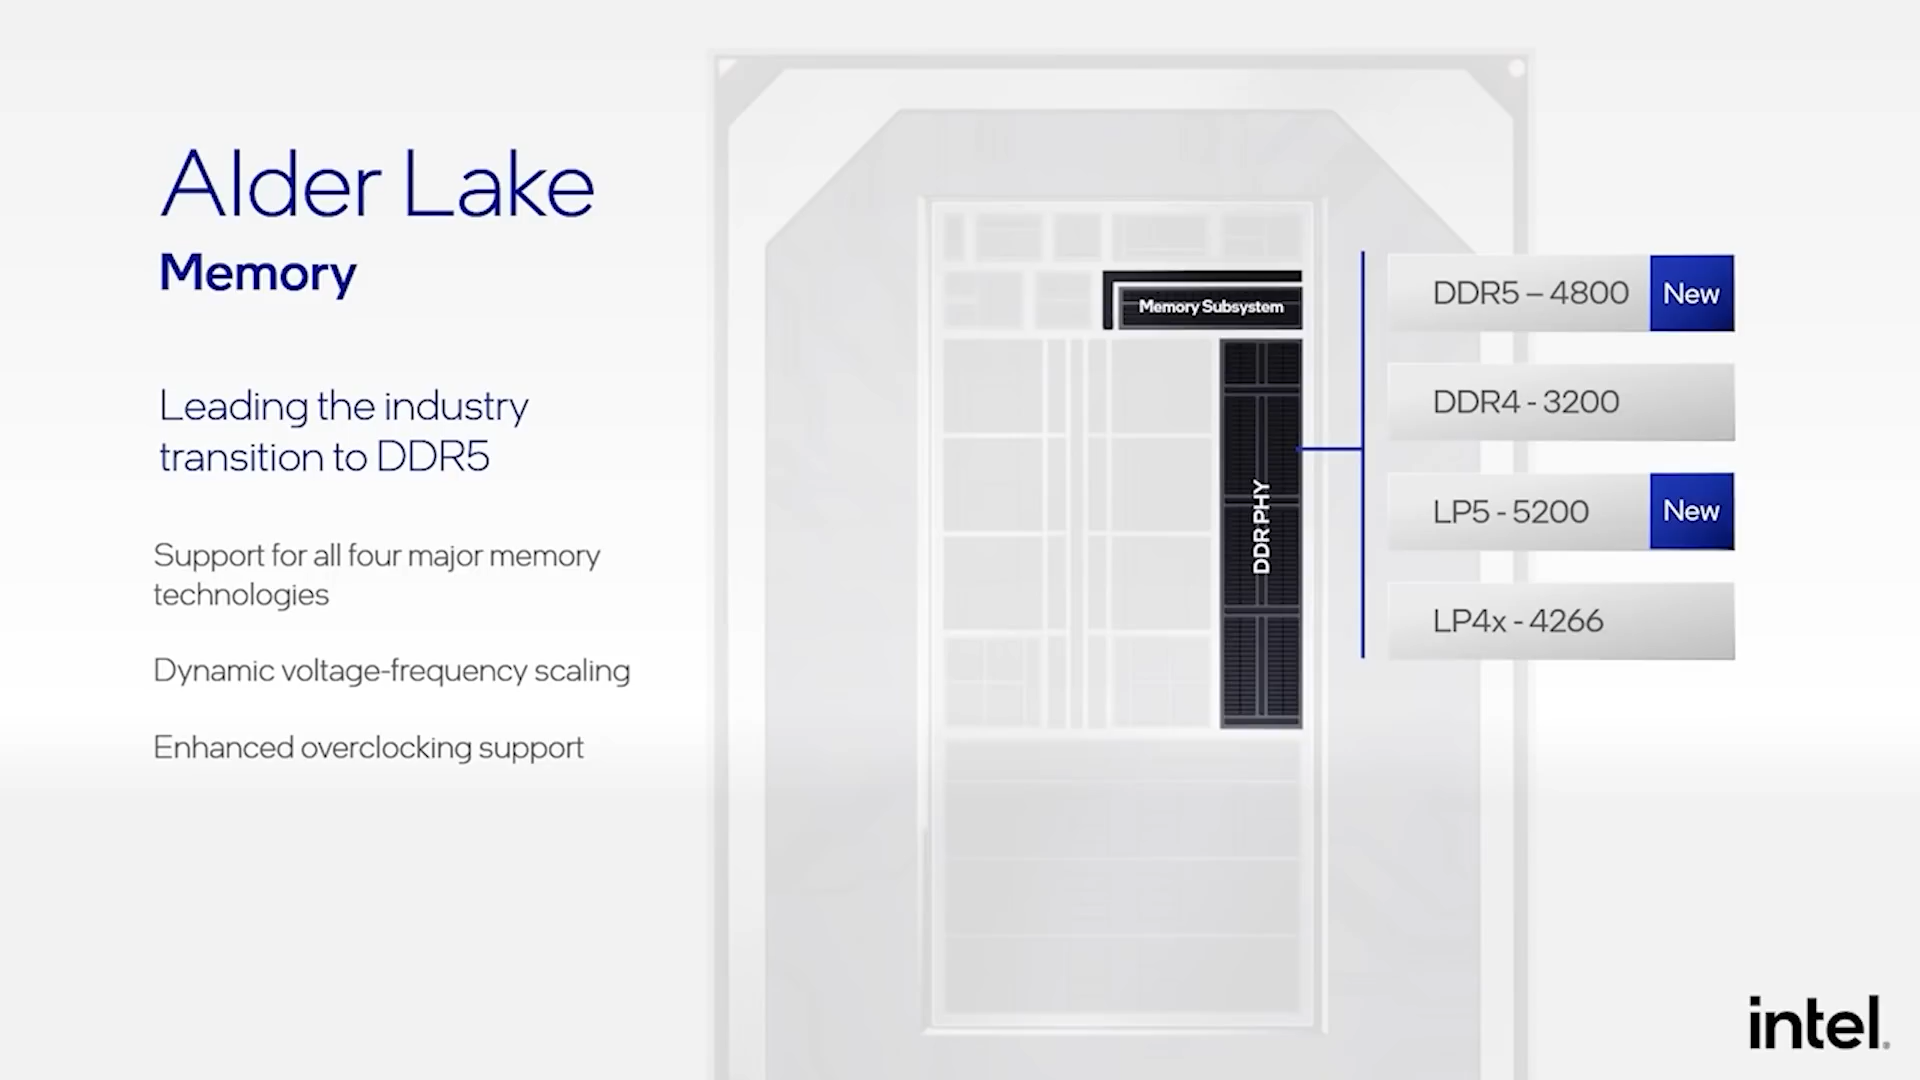 Alder Lake
Memory
Leading the industry
transition to DDR5
Support for all four major memory
technologies
Dynamic voltage-frequency scaling
Enhanced overclocking support
Memory Subsystem
DDR PHY
DDR5 – 4800 New
DDR4 - 3200
LP5 - 5200 New
LP4x - 4266
intel.